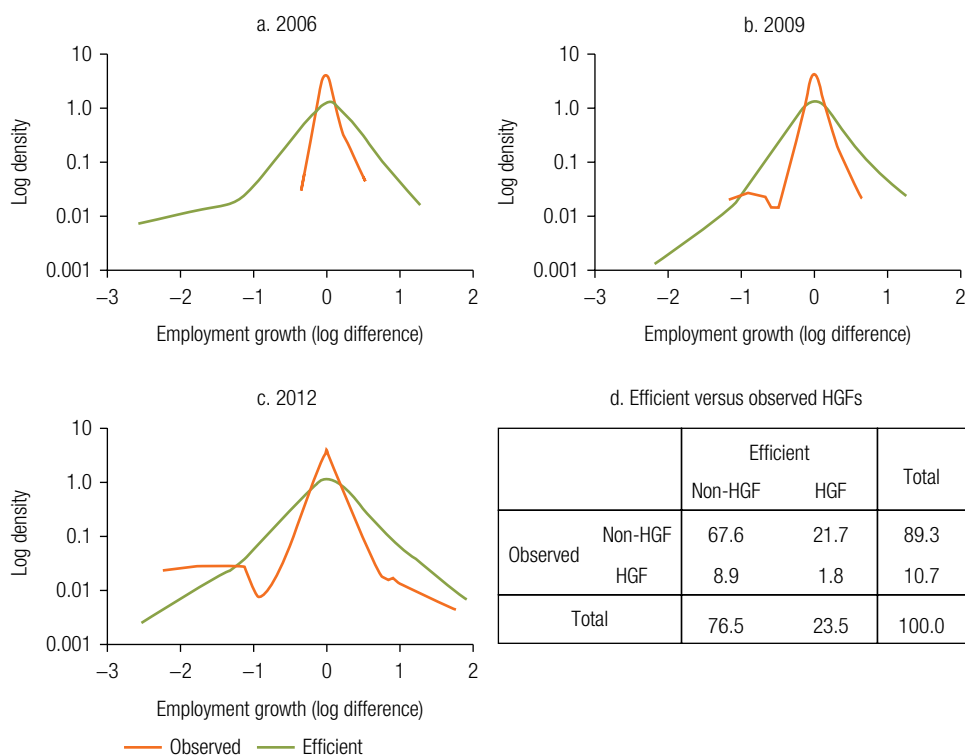 a. 2006
10
1.0
0.1
0.01
0.001
Log density
−3 −2 −1 0 1 2
Employment growth (log difference)
b. 2009
10
1.0
0.1
0.01
0.001
Log density
−3 −2 −1 0 1 2
Employment growth (log difference)
c. 2012
10
1.0
0.1
0.01
0.001
Log density
−3 −2 −1 0 1 2
Employment growth (log difference)
d. Efficient versus observed HGFs
Efficient
Total
Non-HGF HGF
Observed
Non-HGF 67.6 21.7 89.3
HGF 8.9 1.8 10.7
Total 76.5 23.5 100.0
Observed Efficient